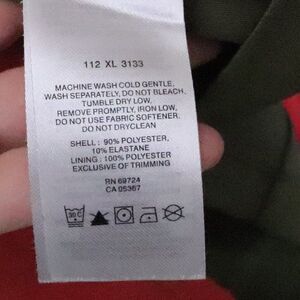 112 XL 3133
MACHINE WASH COLD GENTLE,
WASH SEPARATELY, DO NOT BLEACH,
TUMBLE DRY LOW,
REMOVE PROMPTLY, IRON LOW,
DO NOT USE FABRIC SOFTENER.
DO NOT DRYCLEAN
SHELL : 90% POLYESTER,
10% ELASTANE
LINING : 100% POLYESTER
EXCLUSIVE OF TRIMMING
RN 69724
CA 05367
30 C